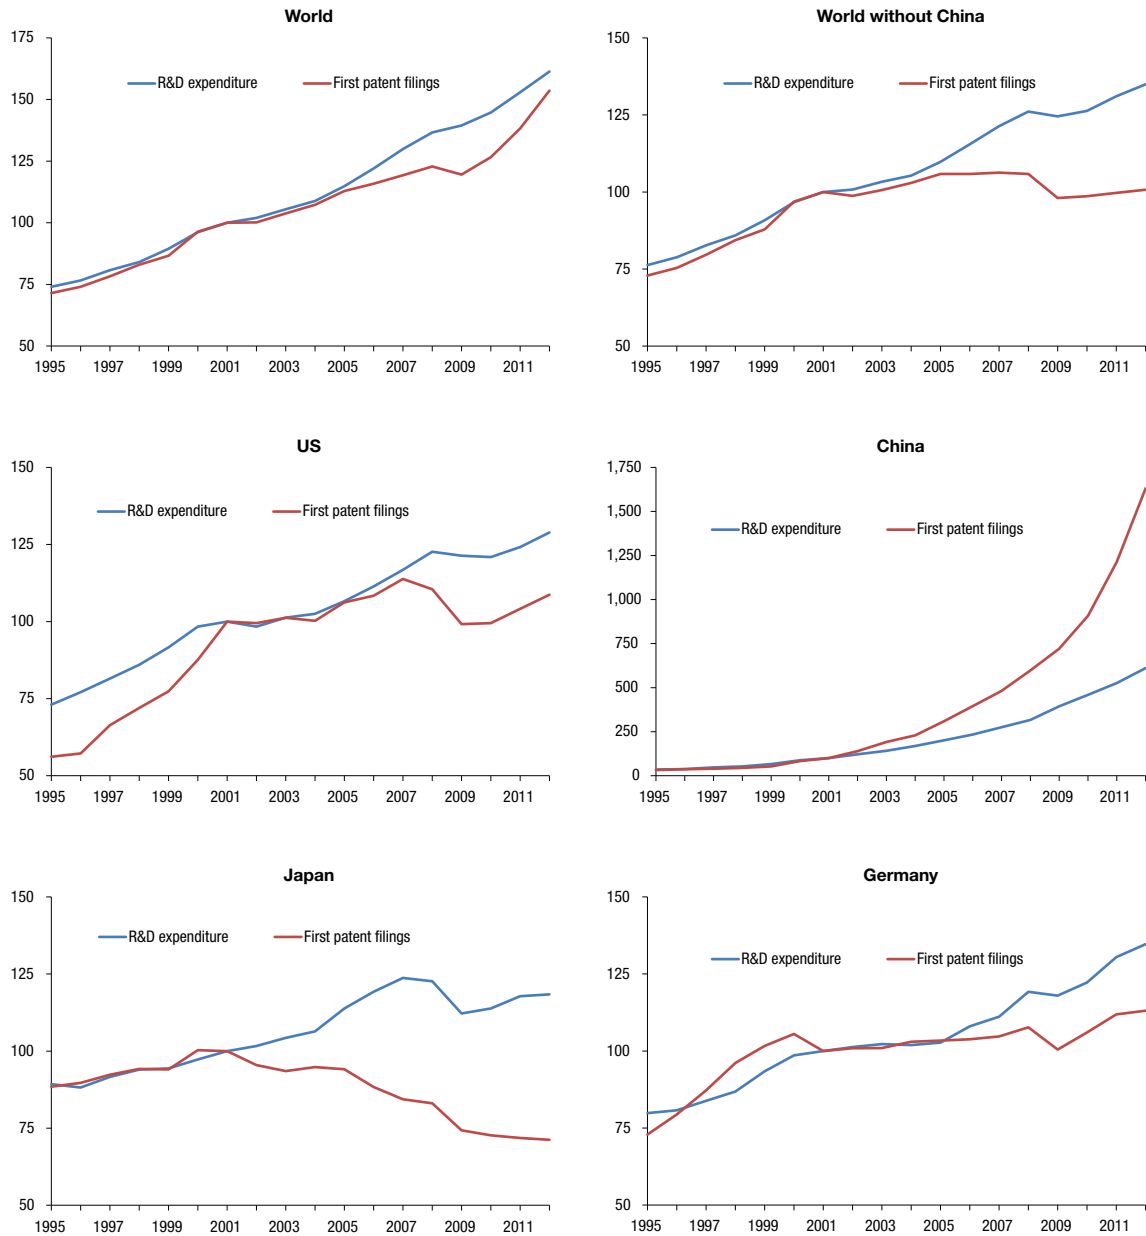 World
175
150
125
100
75
50
R&D expenditure
First patent filings
1995 1997 1999 2001 2003 2005 2007 2009 2011
World without China
150
125
100
75
50
R&D expenditure
First patent filings
1995 1997 1999 2001 2003 2005 2007 2009 2011
US
150
125
100
75
50
R&D expenditure
First patent filings
1995 1997 1999 2001 2003 2005 2007 2009 2011
China
1,750
1,500
1,250
1,000
750
500
250
0
R&D expenditure
First patent filings
1995 1997 1999 2001 2003 2005 2007 2009 2011
Japan
150
125
100
75
50
R&D expenditure
First patent filings
1995 1997 1999 2001 2003 2005 2007 2009 2011
Germany
150
125
100
75
50
R&D expenditure
First patent filings
1995 1997 1999 2001 2003 2005 2007 2009 2011